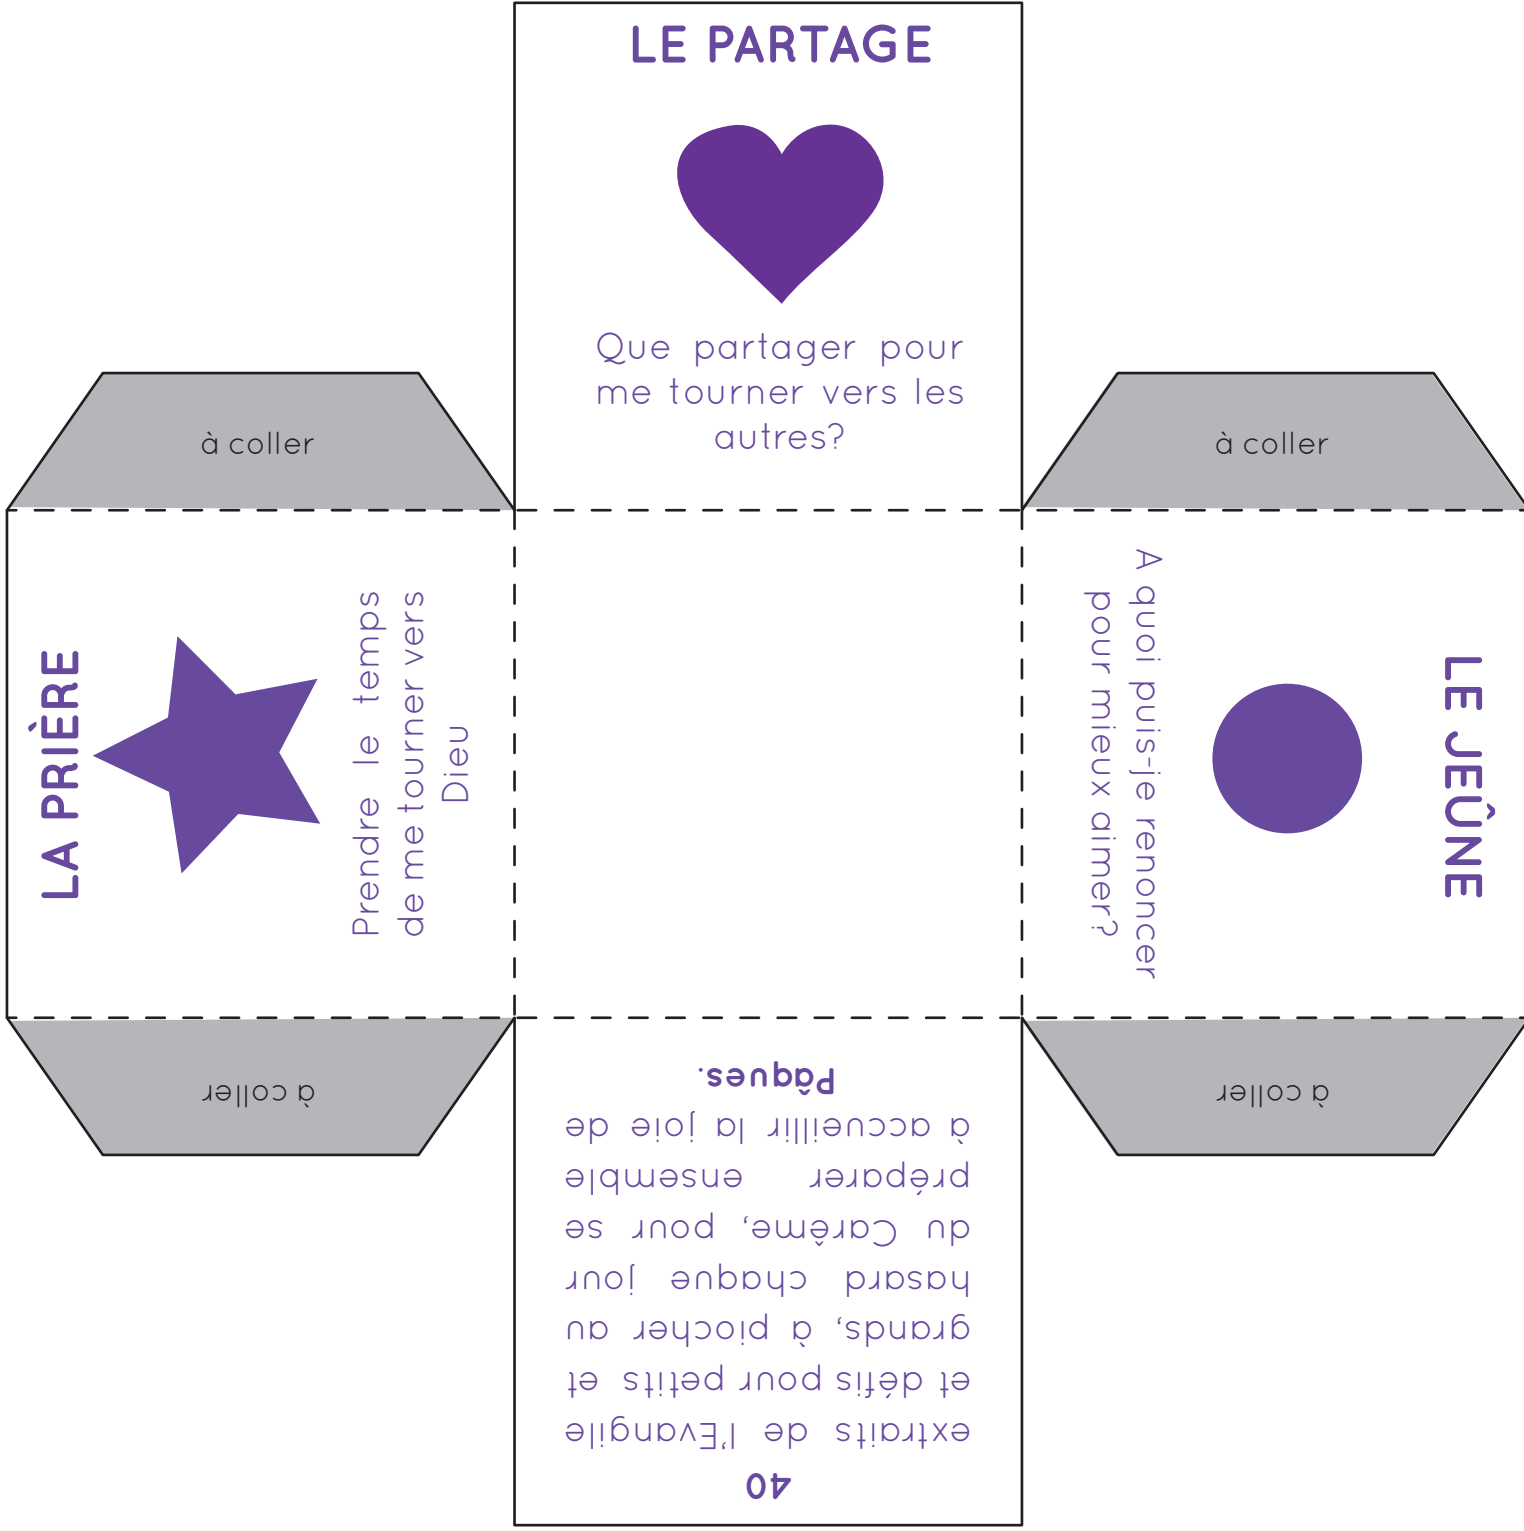 LE PARTAGE
Que partager pour
me tourner vers les
autres?
à coller
à coller
LA PRIÈRE
Prendre le temps
de me tourner vers
Dieu
LE JEÛNE
A quoi puis-je renoncer
pour mieux aimer?
à coller
à coller
40
extraits de l'Evangile
et défis pour petits et
grands, à piocher au
hasard chaque jour
du Carême, pour se
préparer ensemble
à accueillir la joie de
Pâques.